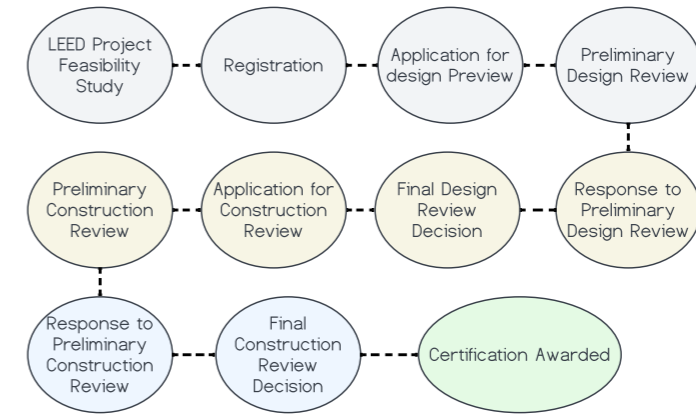 LEED Project
Feasibility
Study
Registration
Application for
design Preview
Preliminary
Design Review
Preliminary
Construction
Review
Application for
Construction
Review
Final Design
Review
Decision
Response to
Preliminary
Design Review
Response to
Preliminary
Construction
Review
Final
Construction
Review
Decision
Certification Awarded